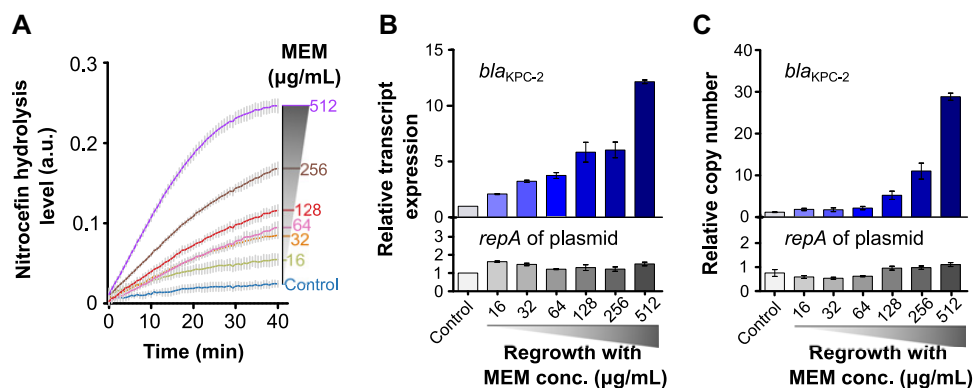 A
MEM
(µg/mL)
Nitrocefin hydrolysis
level (a.u.)
0.3
0.2
0.1
0
512
256
128
64
32
16
Control
0 10 20 30 40
Time (min)
B
Relative transcript
expression
15
10
5
0
blaKPC-2
3
2
1
0
repA of plasmid
Control 16 32 64 128 256 512
Regrowth with
MEM conc. (µg/mL)
C
Relative copy number
40
30
20
10
0
blaKPC-2
3
2
1
0
repA of plasmid
Control 16 32 64 128 256 512
Regrowth with
MEM conc. (µg/mL)